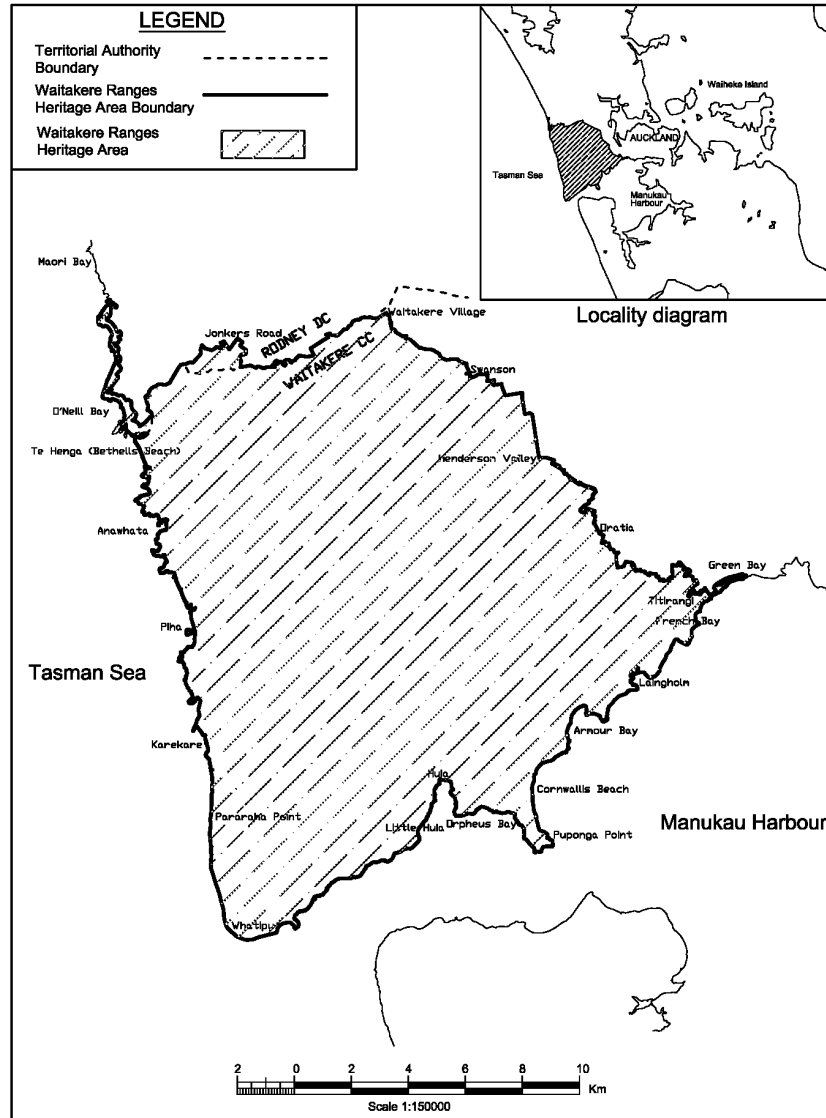 LEGEND
Territorial Authority
Boundary
Waitakere Ranges
Heritage Area Boundary
Waitakere Ranges
Heritage Area
Waiheke Island
AUCKLAND
Tasman Sea
Manukau
Harbour
Locality diagram
Maori Bay
Waitakere Village
Jonkers Road
RODNEY DC
WAITAKERE CC
Swanson
O'Neill Bay
Te Henga (Bethells Beach)
Henderson Valley
Anawhata
Oratia
Green Bay
Titirangi
French Bay
Piha
Tasman Sea
Laingholm
Karekare
Armour Bay
Huia
Cornwallis Beach
Pararaha Point
Little Huia
Orpheus Bay
Manukau Harbour
Puponga Point
Whatipu
2 0 2 4 6 8 10
Km
Scale 1:150000